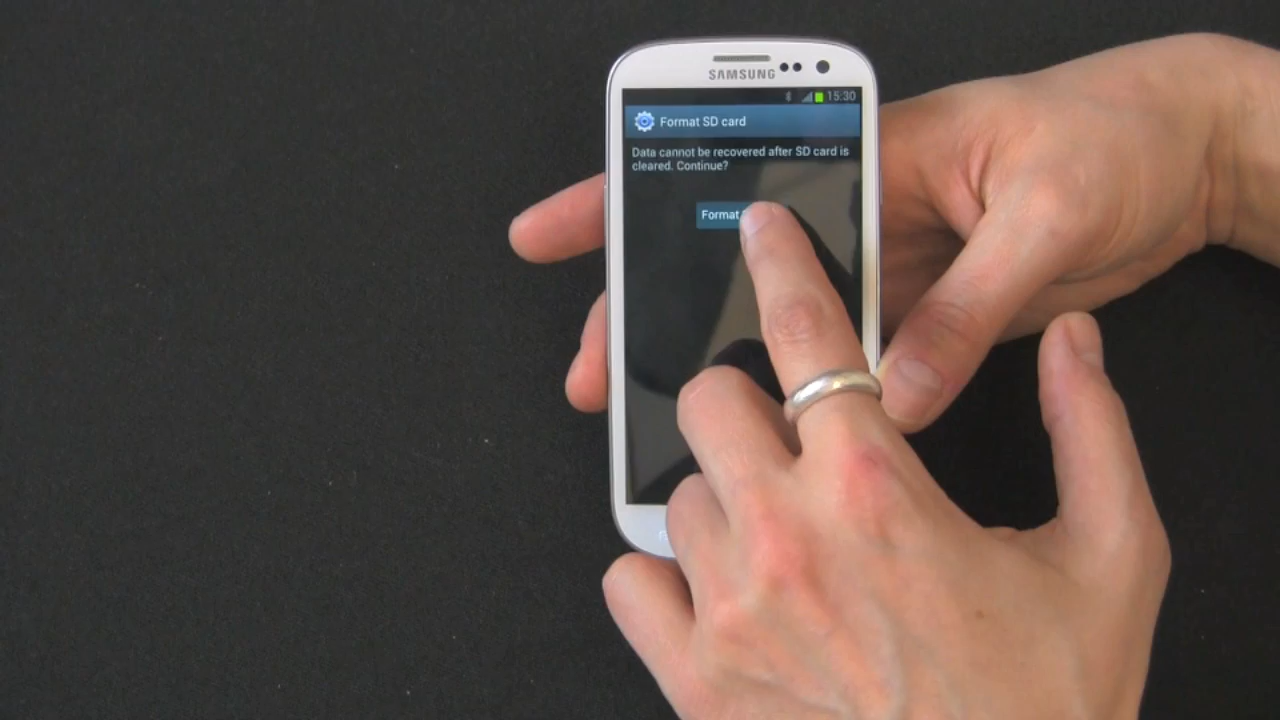 SAMSUNG
15:30
Format SD card
Data cannot be recovered after SD card is
cleared. Continue?
Format